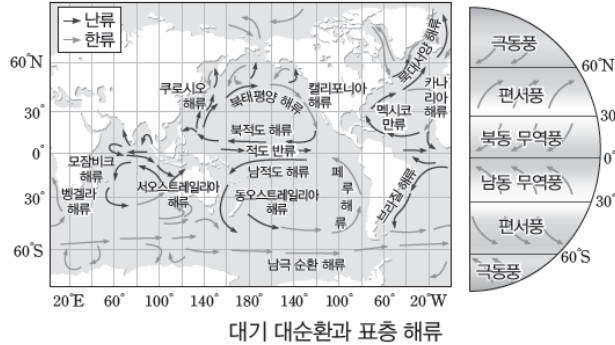 난류
한류
60°N
30°
0°
30°
60°S
20°E 60° 100° 140° 180° 140° 100° 60° 20°W
쿠로시오
해류
북태평양 해류
캘리포니아
해류
북대서양 해류
카나
리아
해류
멕시코
만류
북적도 해류
적도 반류
남적도 해류
모잠비크
해류
벵겔라
해류
서오스트레일리아
해류
동오스트레일리아
해류
페
루
해
류
브라질 해류
남극 순환 해류
극동풍
60°N
편서풍
30°
북동 무역풍
0°
남동 무역풍
30°
편서풍
60°S
극동풍
대기 대순환과 표층 해류